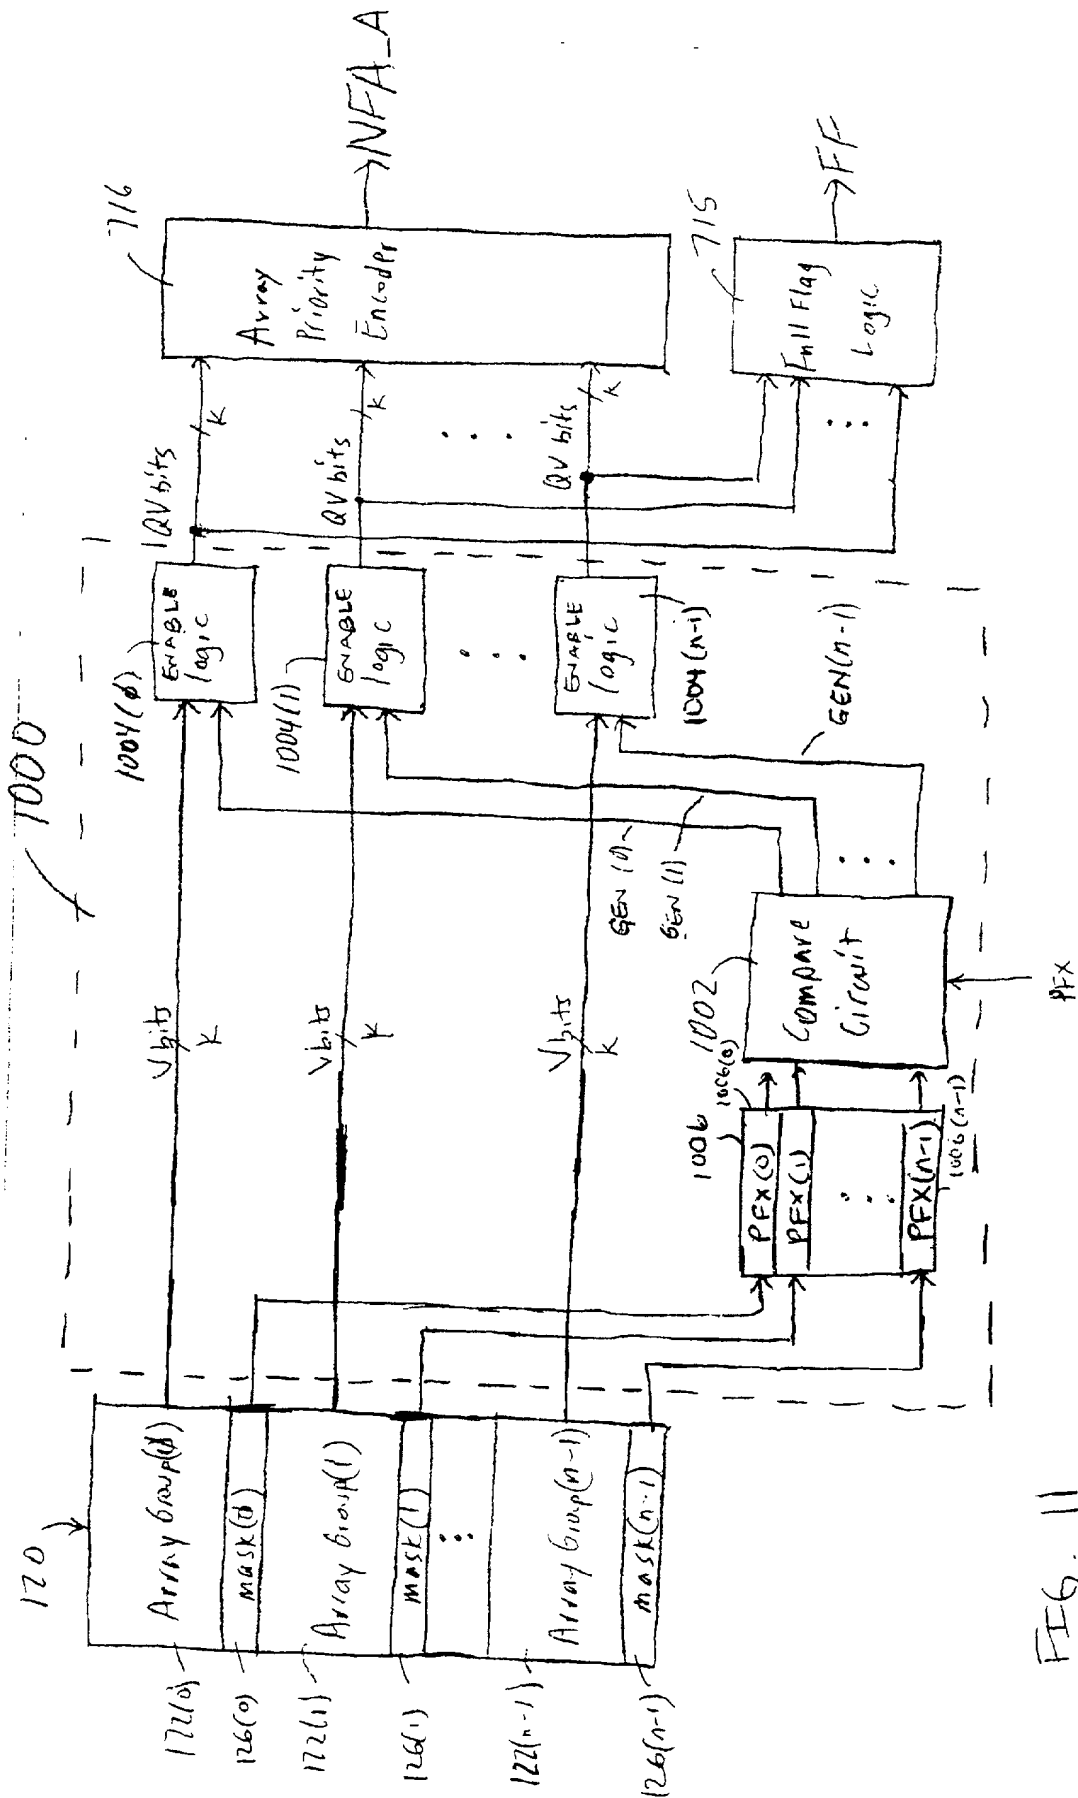 1000
120
Array Group(0)
mask(0)
Array Group(1)
mask(1)
Array Group(n-1)
mask(n-1)
122(0)
126(0)
122(1)
126(1)
122(n-1)
126(n-1)
Vbits
K
Vbits
K
Vbits
K
1004(0)
ENABLE
logic
1004(1)
ENABLE
logic
ENABLE
logic
1004(n-1)
GEN(0)
GEN(1)
GEN(n-1)
1006
1006(0)
PFX(0)
PFX(1)
PFX(n-1)
1006(n-1)
1002
Compare
Circuit
PFX
QV bits
K
QV bits
K
QV bits
K
716
Array
Priority
Encoder
NFA_A
715
Full Flag
Logic
FF
FIG. 11